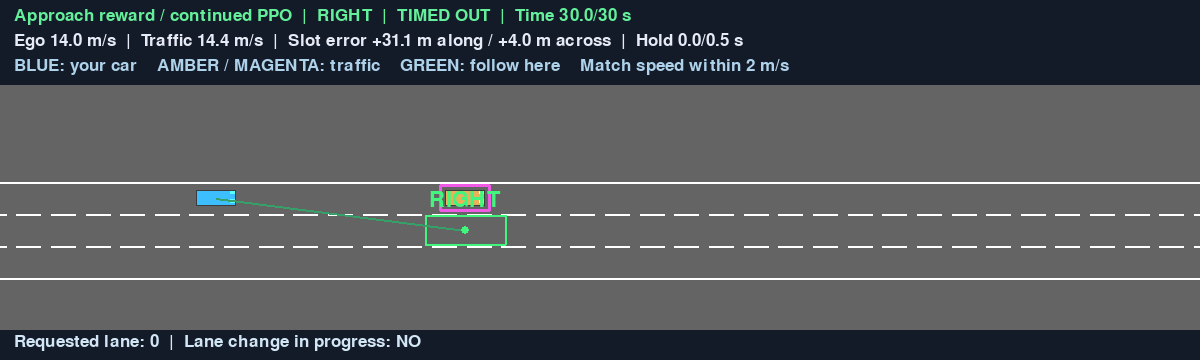 Approach reward / continued PPO | RIGHT | TIMED OUT | Time 30.0/30 s
Ego 14.0 m/s | Traffic 14.4 m/s | Slot error +31.1 m along / +4.0 m across | Hold 0.0/0.5 s
BLUE: your car AMBER / MAGENTA: traffic GREEN: follow here Match speed within 2 m/s
RIGHT
Requested lane: 0 | Lane change in progress: NO